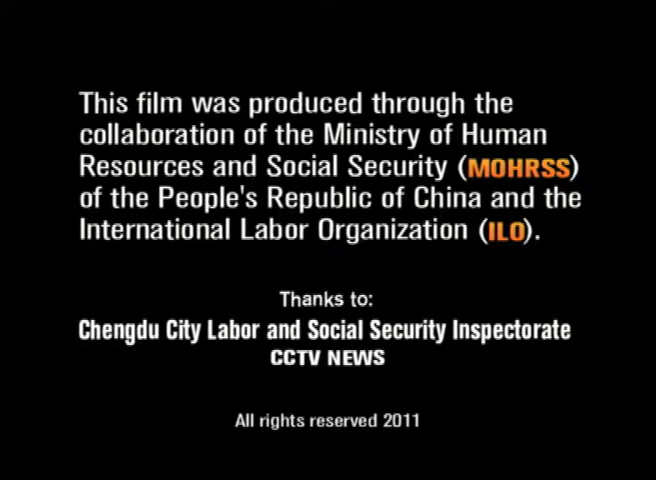 This film was produced through the
collaboration of the Ministry of Human
Resources and Social Security (MOHRSS)
of the People's Republic of China and the
International Labor Organization (ILO).
Thanks to:
Chengdu City Labor and Social Security Inspectorate
CCTV NEWS
All rights reserved 2011